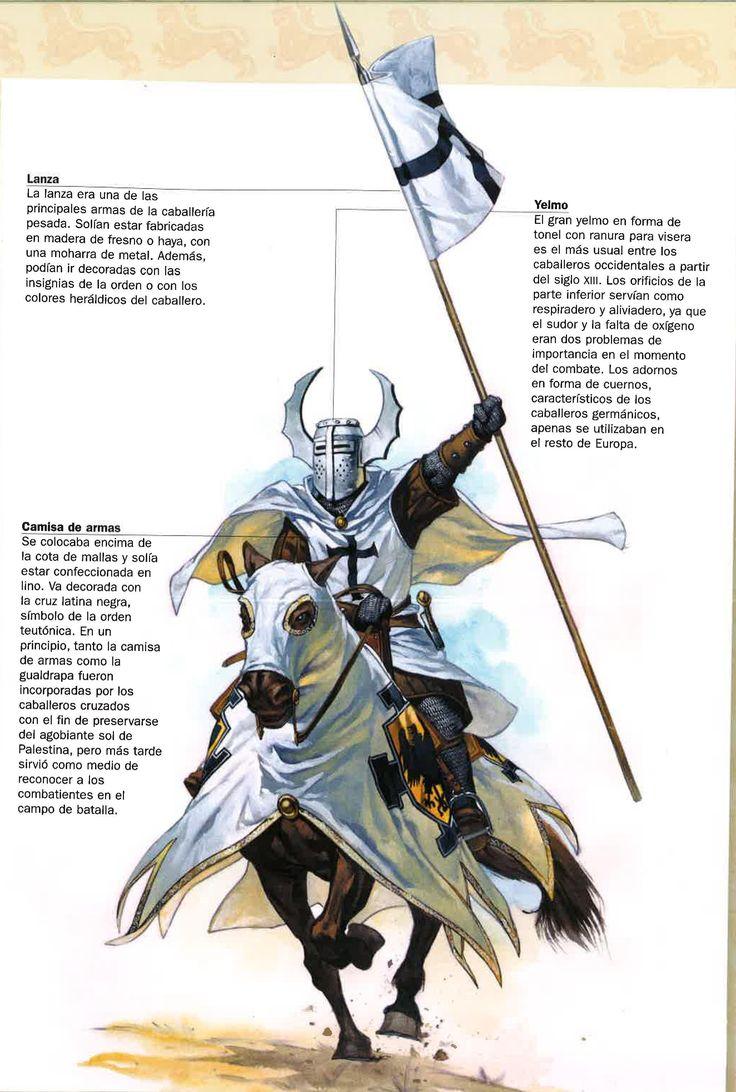 Lanza
La lanza era una de las
principales armas de la caballería
pesada. Solían estar fabricadas
en madera de fresno o haya, con
una moharra de metal. Además,
podían ir decoradas con las
insignias de la orden o con los
colores heráldicos del caballero.
Yelmo
El gran yelmo en forma de
tonel con ranura para visera
es el más usual entre los
caballeros occidentales a partir
del siglo XIII. Los orificios de la
parte inferior servían como
respiradero y aliviadero, ya que
el sudor y la falta de oxígeno
eran dos problemas de
importancia en el momento
del combate. Los adornos
en forma de cuernos,
característicos de los
caballeros germánicos,
apenas se utilizaban en
el resto de Europa.
Camisa de armas
Se colocaba encima de
la cota de mallas y solía
estar confeccionada en
lino. Va decorada con
la cruz latina negra,
símbolo de la orden
teutónica. En un
principio, tanto la camisa
de armas como la
gualdrapa fueron
incorporadas por los
caballeros cruzados
con el fin de preservarse
del agobiante sol de
Palestina, pero más tarde
sirvió como medio de
reconocer a los
combatientes en el
campo de batalla.